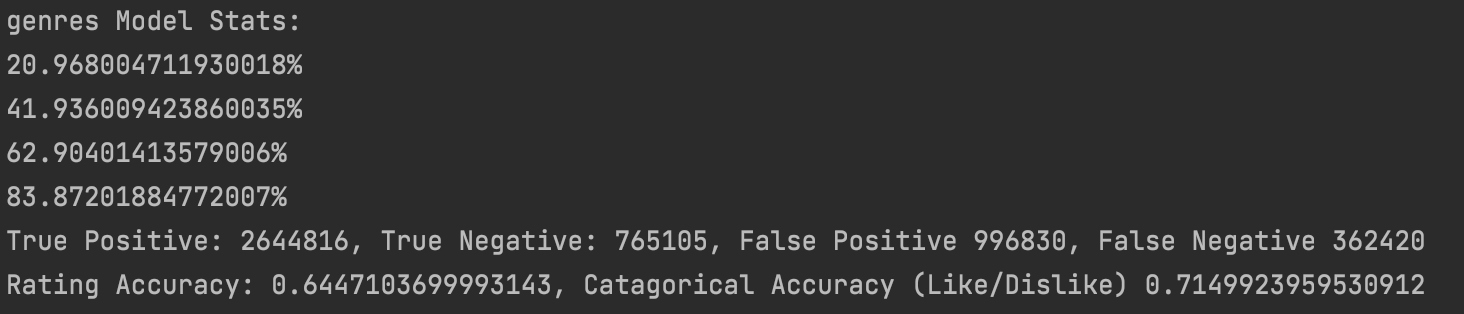 genres Model Stats:
20.968004711930018%
41.936009423860035%
62.90401413579006%
83.87201884772007%
True Positive: 2644816, True Negative: 765105, False Positive 996830, False Negative 362420
Rating Accuracy: 0.6447103699993143, Catagorical Accuracy (Like/Dislike) 0.7149923959530912